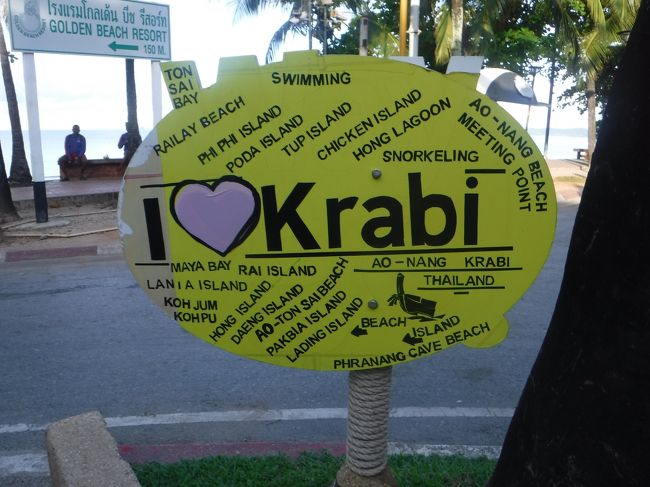 โรงแรมโกลเด้น บีช รีสอร์ท
GOLDEN BEACH RESORT
150 M.
TON
SAI
BAY
SWIMMING
RAILAY BEACH
PHI PHI ISLAND
PODA ISLAND
TUP ISLAND
CHICKEN ISLAND
HONG LAGOON
SNORKELING
AO-NANG BEACH
MEETING POINT
I Krabi
MAYA BAY
RAI ISLAND
AO-NANG KRABI
LANTA ISLAND
THAILAND
KOH JUM
KOH PU
HONG ISLAND
DAENG ISLAND
AO-TON SAI BEACH
PAKBIA ISLAND
LADING ISLAND
BEACH
ISLAND
PHRANANG CAVE BEACH